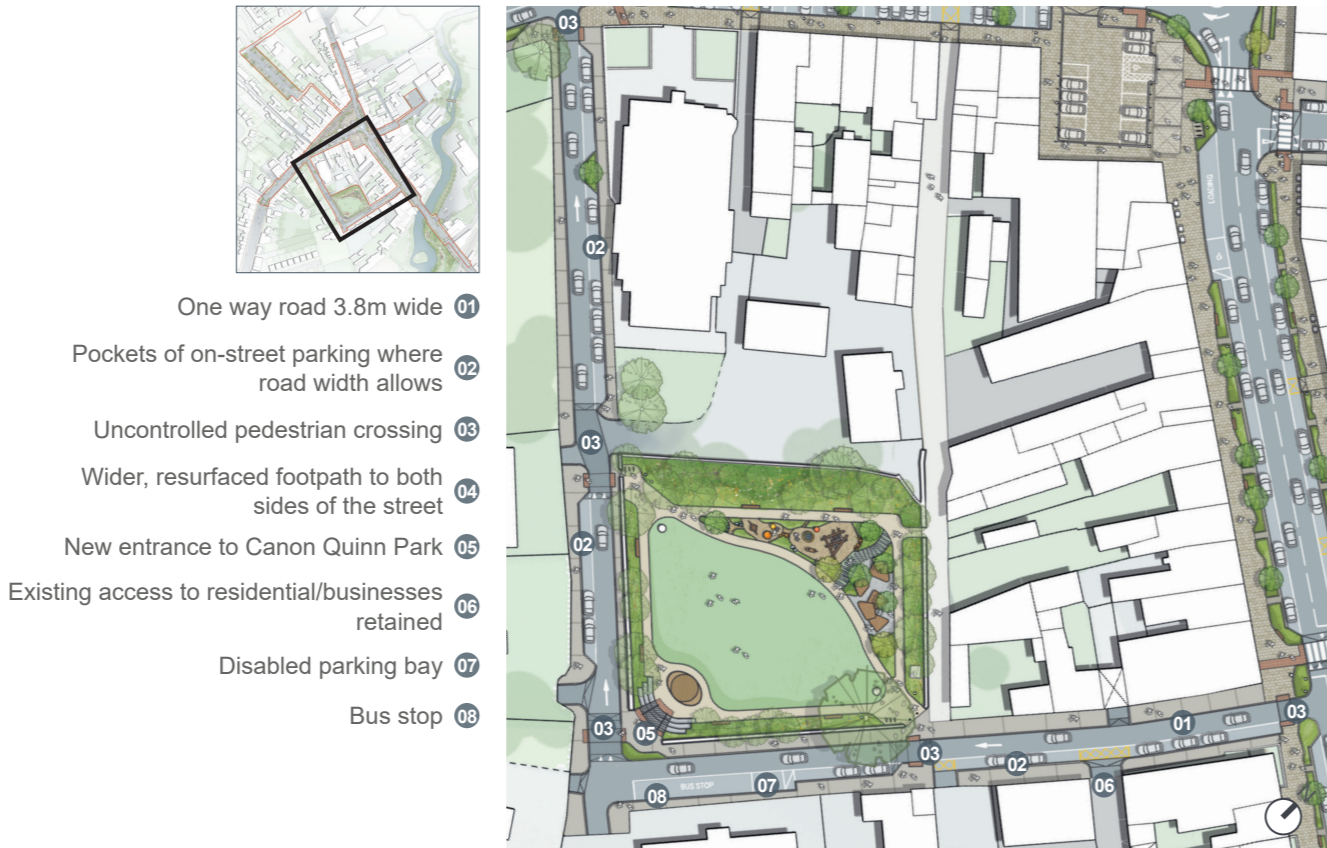 One way road 3.8m wide 01
Pockets of on-street parking where
road width allows 02
Uncontrolled pedestrian crossing 03
Wider, resurfaced footpath to both
sides of the street 04
New entrance to Canon Quinn Park 05
Existing access to residential/businesses
retained 06
Disabled parking bay 07
Bus stop 08
03
LOADING
02
03
02
03
05
03
02
01
03
08
BUS STOP
07
06